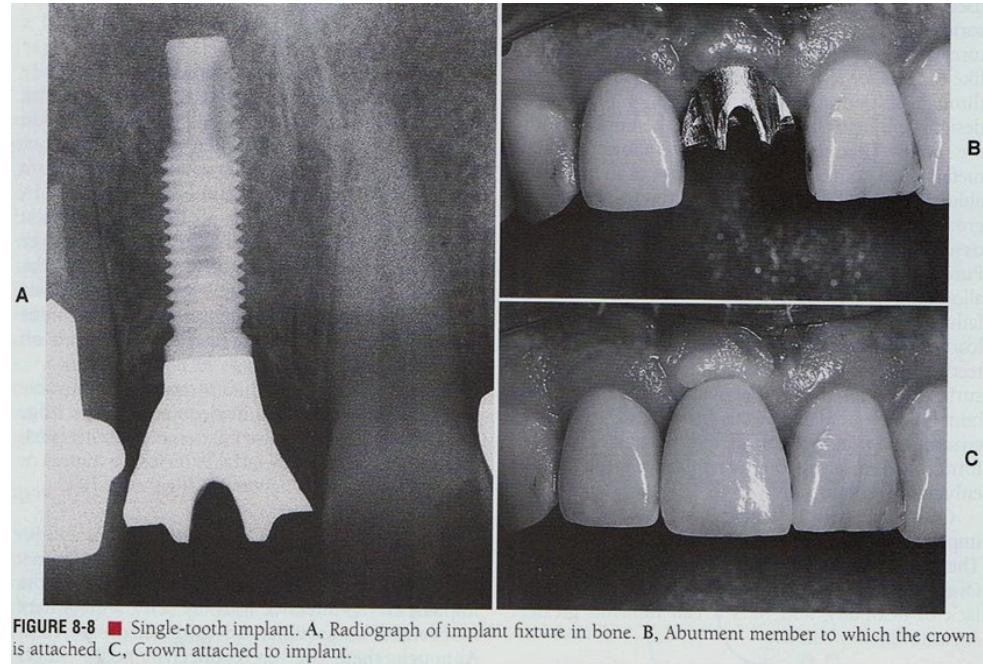 A
B
C
FIGURE 8-8 ■ Single-tooth implant. A, Radiograph of implant fixture in bone. B, Abutment member to which the crown
is attached. C, Crown attached to implant.